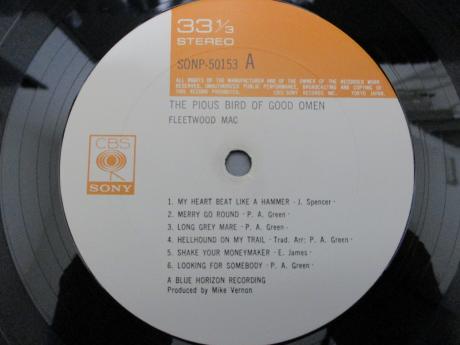 33 1/3
STEREO
SONP-50153 A
ALL RIGHTS OF THE MANUFACTURER AND OF THE OWNER OF THE RECORDED WORK
RESERVED. UNAUTHORIZED PUBLIC PERFORMANCE, BROADCASTING AND COPYING OF
THIS RECORD PROHIBITED. CBS/SONY RECORDS INC. TOKYO JAPAN.
THE PIOUS BIRD OF GOOD OMEN
FLEETWOOD MAC
CBS
SONY
1. MY HEART BEAT LIKE A HAMMER · J. Spencer ·
2. MERRY GO ROUND · P. A. Green ·
3. LONG GREY MARE · P. A. Green ·
4. HELLHOUND ON MY TRAIL · Trad. Arr: P. A. Green ·
5. SHAKE YOUR MONEYMAKER · E. James ·
6. LOOKING FOR SOMEBODY · P. A. Green ·
A BLUE HORIZON RECORDING
Produced by Mike Vernon